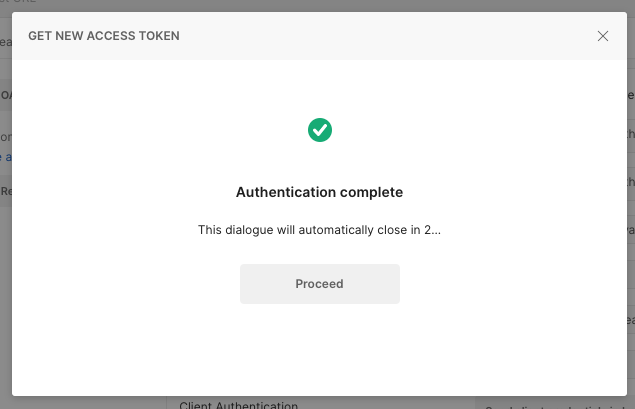 GET NEW ACCESS TOKEN
Authentication complete
This dialogue will automatically close in 2...
Proceed
Client Authentication